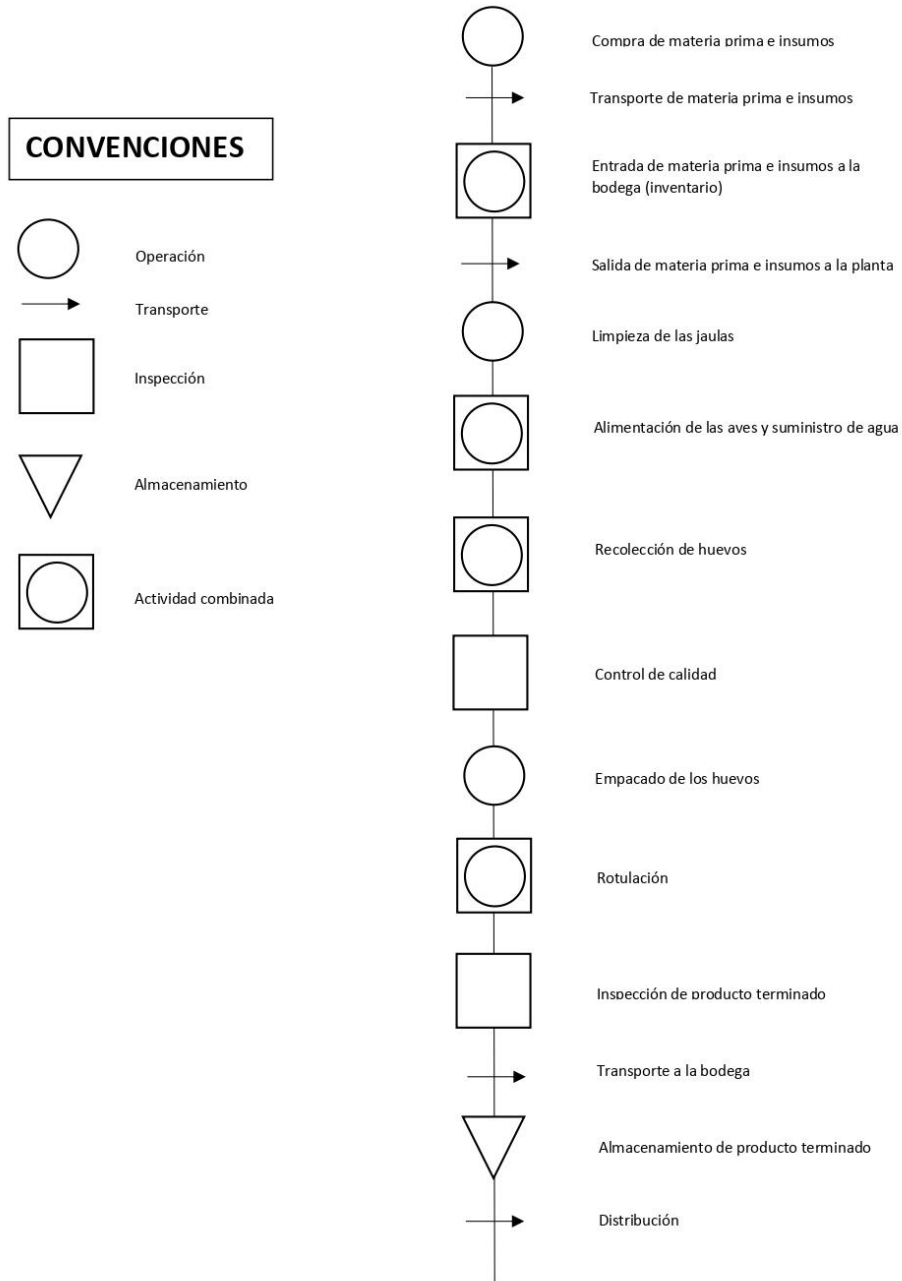 CONVENCIONES
Operación
Transporte
Inspección
Almacenamiento
Actividad combinada
Compra de materia prima e insumos
Transporte de materia prima e insumos
Entrada de materia prima e insumos a la
bodega (inventario)
Salida de materia prima e insumos a la planta
Limpieza de las jaulas
Alimentación de las aves y suministro de agua
Recolección de huevos
Control de calidad
Empacado de los huevos
Rotulación
Inspección de producto terminado
Transporte a la bodega
Almacenamiento de producto terminado
Distribución